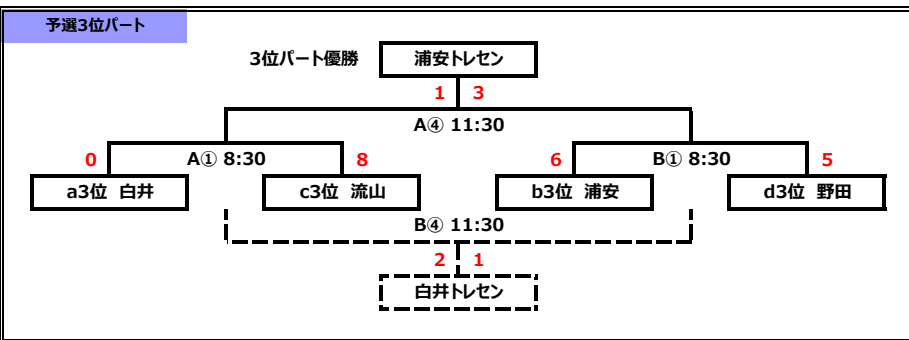 予選3位パート
3位パート優勝 浦安トレセン
1 3
A④ 11:30
0 A① 8:30 8 6 B① 8:30 5
a3位 白井 c3位 流山 b3位 浦安 d3位 野田
B④ 11:30
2 1
白井トレセン